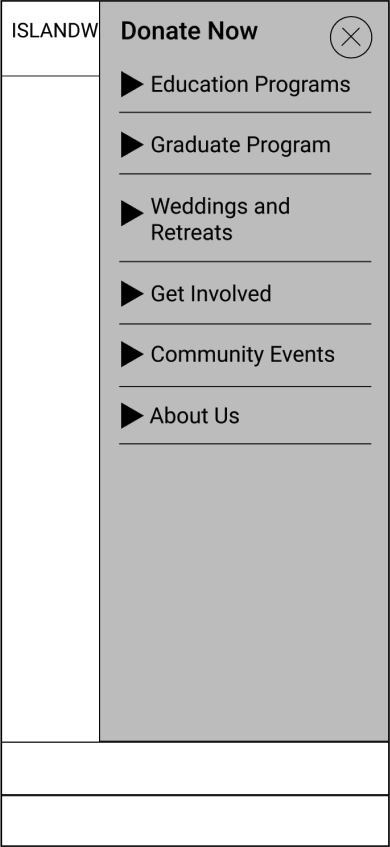 ISLANDW
Donate Now
Education Programs
Graduate Program
Weddings and
Retreats
Get Involved
Community Events
About Us